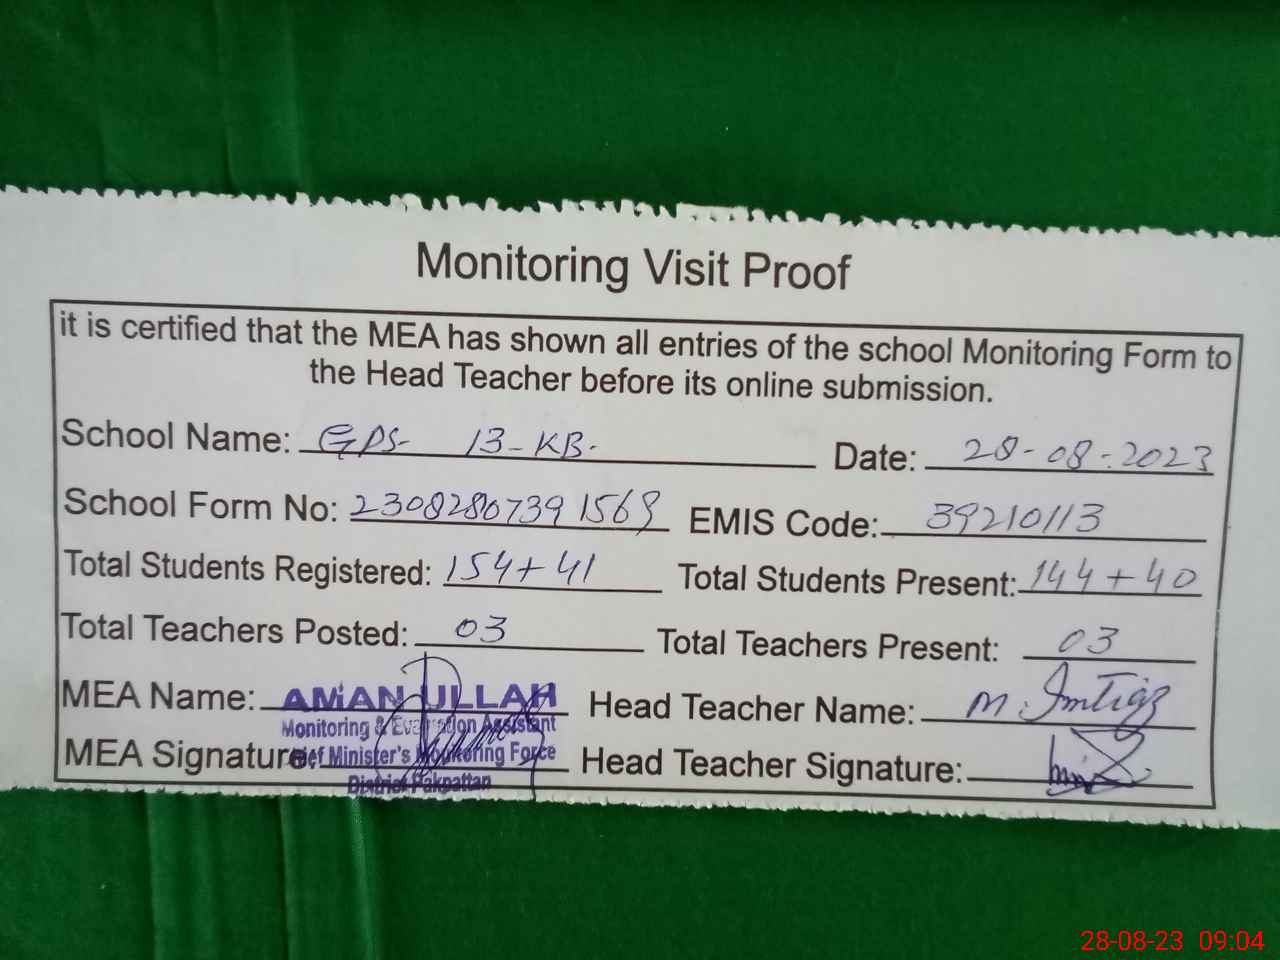 Monitoring Visit Proof
it is certified that the MEA has shown all entries of the school Monitoring Form to
the Head Teacher before its online submission.
School Name: GPS- 13-KB- Date: 28-08-2023
School Form No: 23082807391569 EMIS Code: 39210113
Total Students Registered: 154+41 Total Students Present: 144+40
Total Teachers Posted: 03 Total Teachers Present: 03
MEA Name: AMAN ULLAH Head Teacher Name: M. Imtiaz
Monitoring & Evaluation Assistant
MEA Signature: Chief Minister's Monitoring Force Head Teacher Signature:
District Pakpattan
28-08-23 09:04